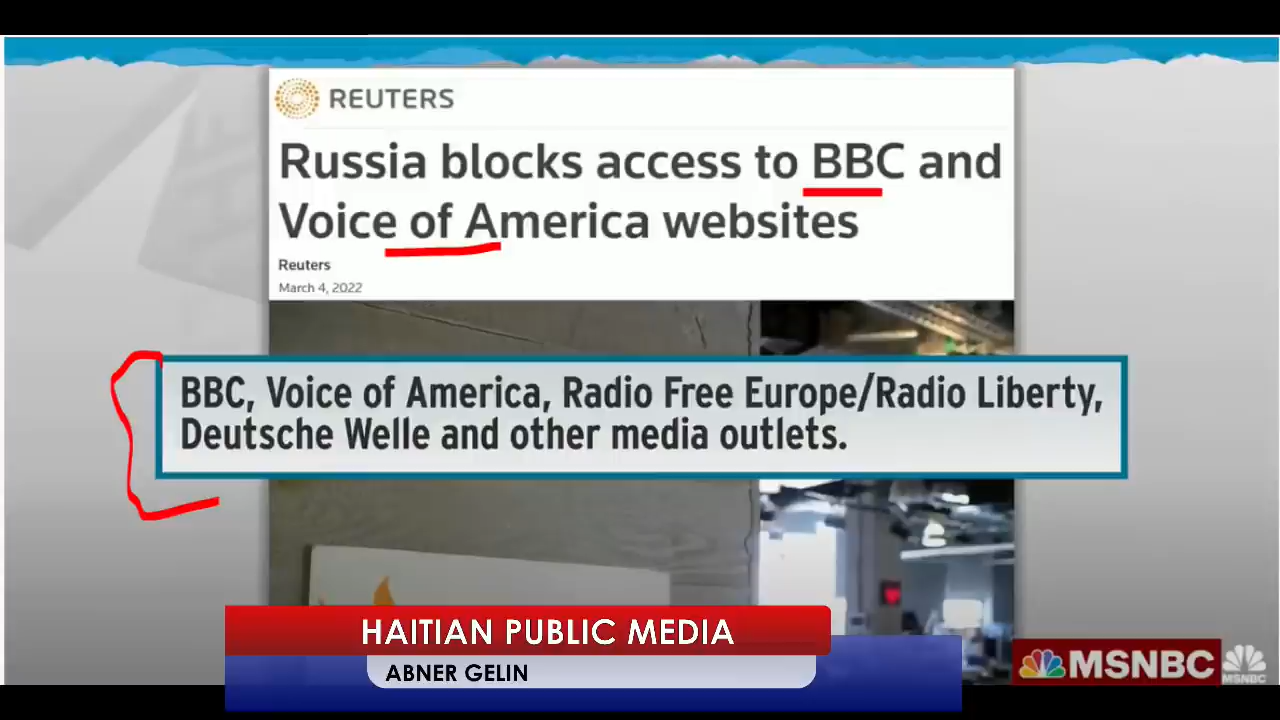 REUTERS
Russia blocks access to BBC and
Voice of America websites
Reuters
March 4, 2022
BBC, Voice of America, Radio Free Europe/Radio Liberty,
Deutsche Welle and other media outlets.
HAITIAN PUBLIC MEDIA
ABNER GELIN
MSNBC
MSNBC